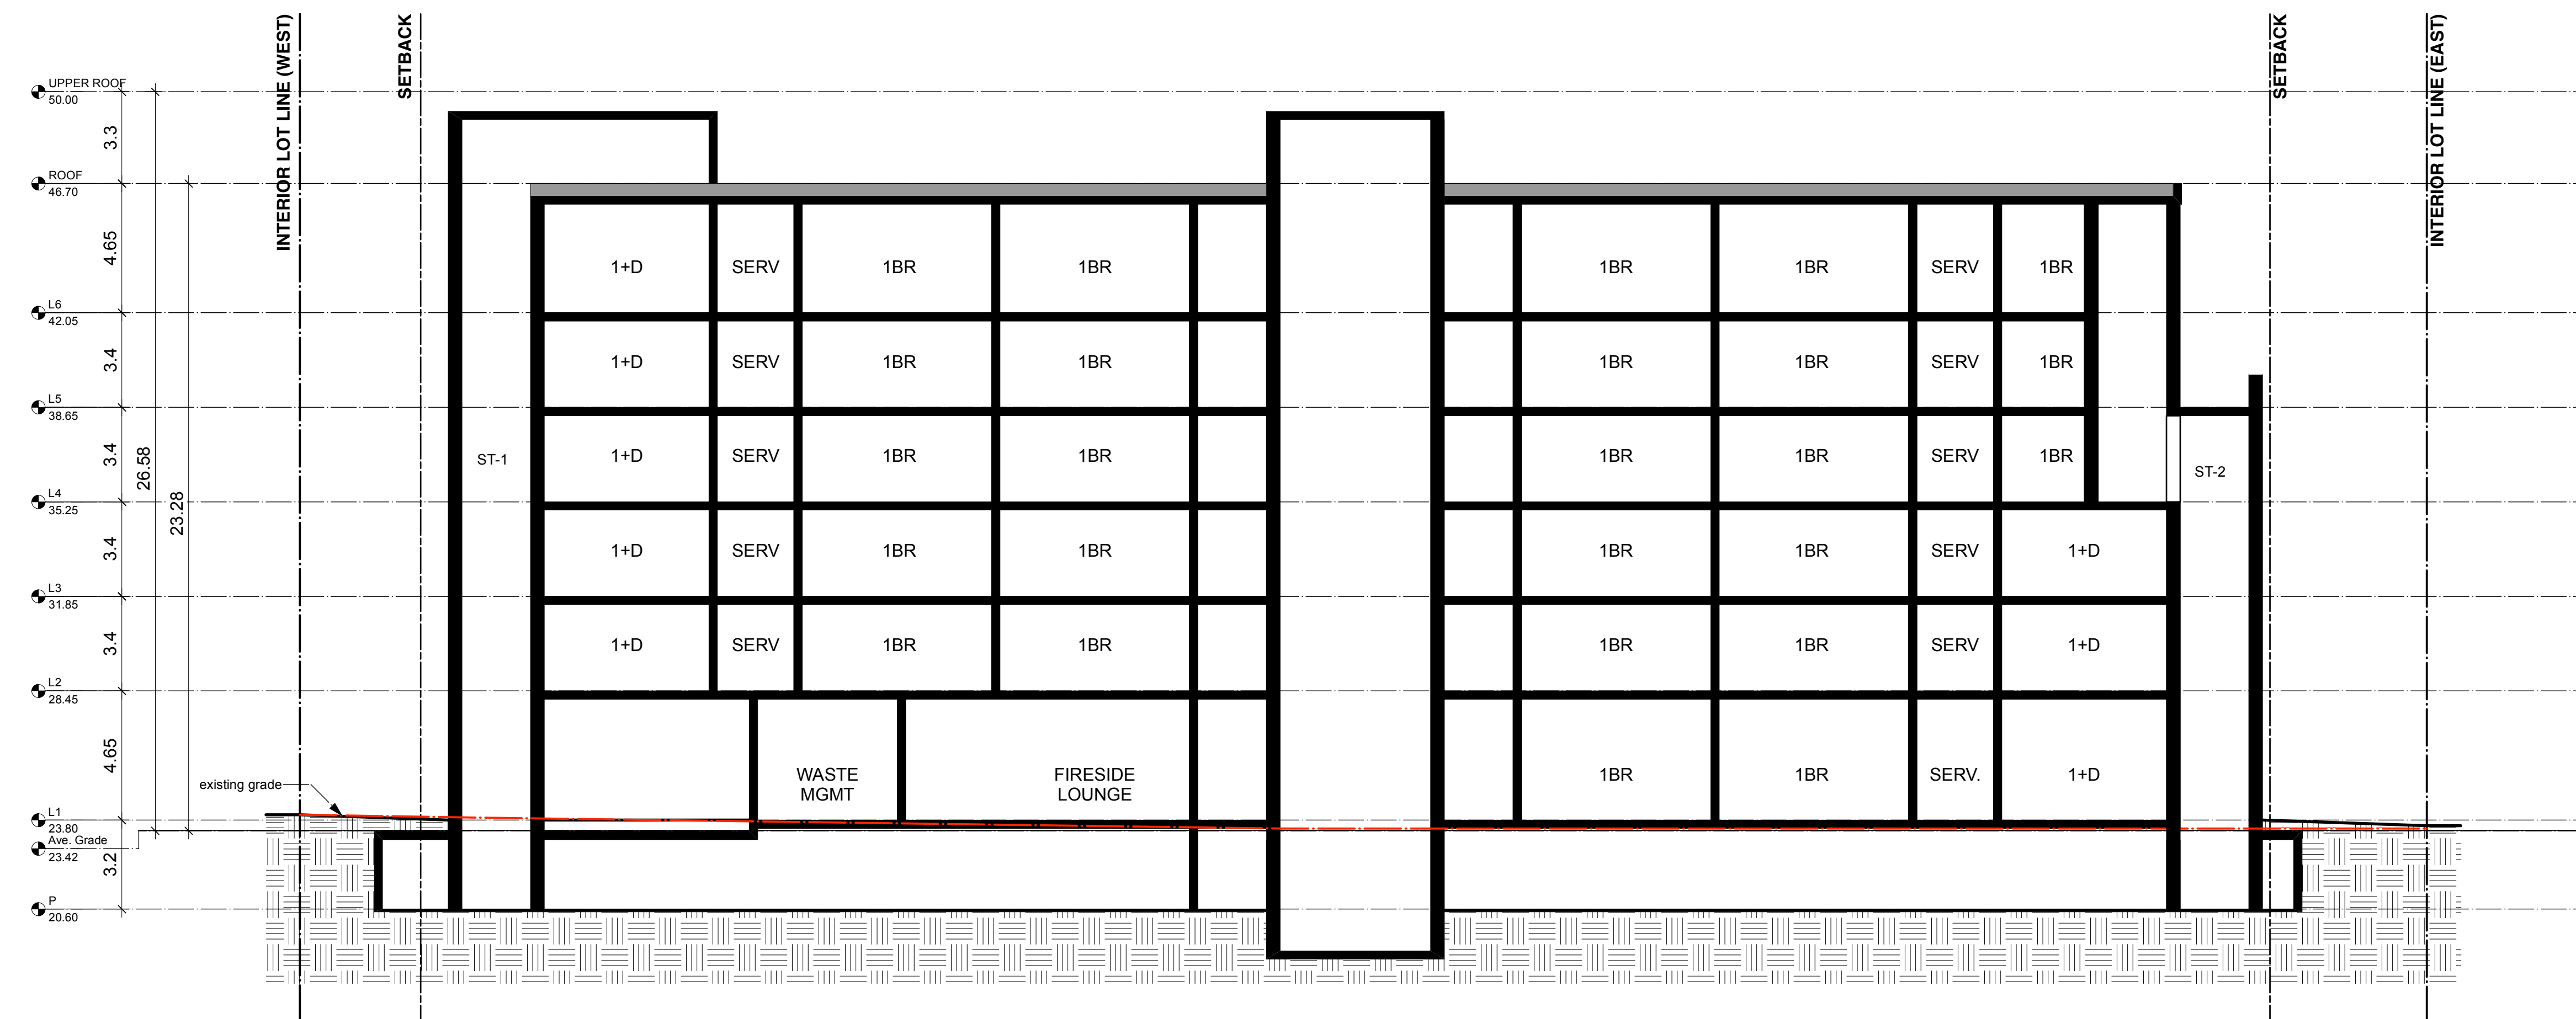 INTERIOR LOT LINE (WEST)
SETBACK
SETBACK
INTERIOR LOT LINE (EAST)
UPPER ROOF
50.00
3.3
ROOF
46.70
4.65
1+D SERV 1BR 1BR 1BR 1BR SERV 1BR
L6
42.05
3.4
1+D SERV 1BR 1BR 1BR 1BR SERV 1BR
L5
38.65
3.4
26.58
1+D SERV 1BR 1BR 1BR 1BR SERV 1BR
ST-1
ST-2
L4
35.25
23.28
3.4
1+D SERV 1BR 1BR 1BR 1BR SERV 1+D
L3
31.85
3.4
1+D SERV 1BR 1BR 1BR 1BR SERV 1+D
L2
28.45
4.65
WASTE
MGMT
FIRESIDE
LOUNGE
1BR 1BR SERV. 1+D
existing grade
L1
23.80
Ave. Grade
23.42
3.2
P
20.60